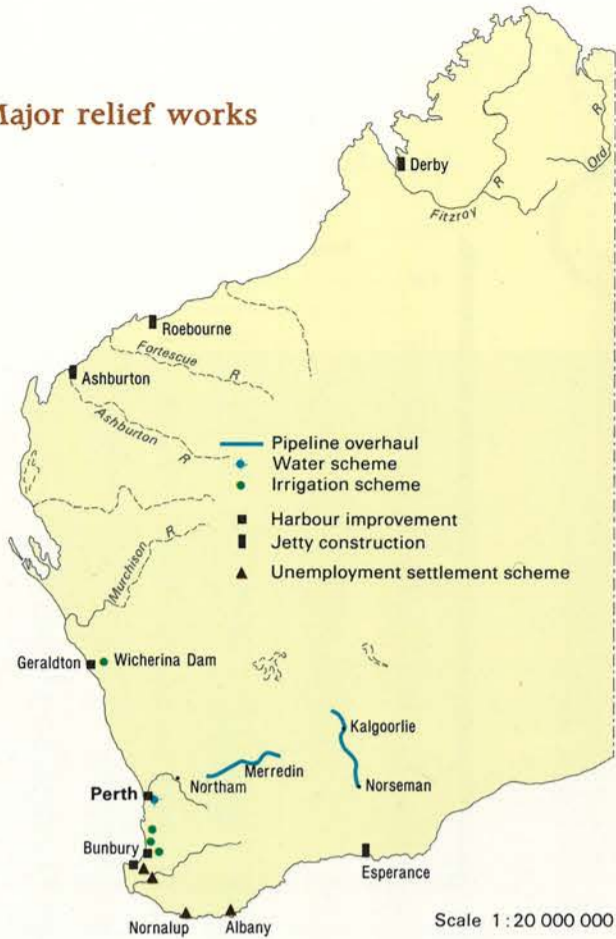 Major relief works
Derby
Fitzroy
R
Ord
R
Roebourne
Fortescue R
Ashburton
Ashburton R
Pipeline overhaul
Water scheme
Irrigation scheme
Harbour improvement
Jetty construction
Unemployment settlement scheme
Murchison R
Geraldton
Wicherina Dam
Kalgoorlie
Merredin
Northam
Norseman
Perth
Bunbury
Esperance
Nornalup
Albany
Scale 1:20 000 000